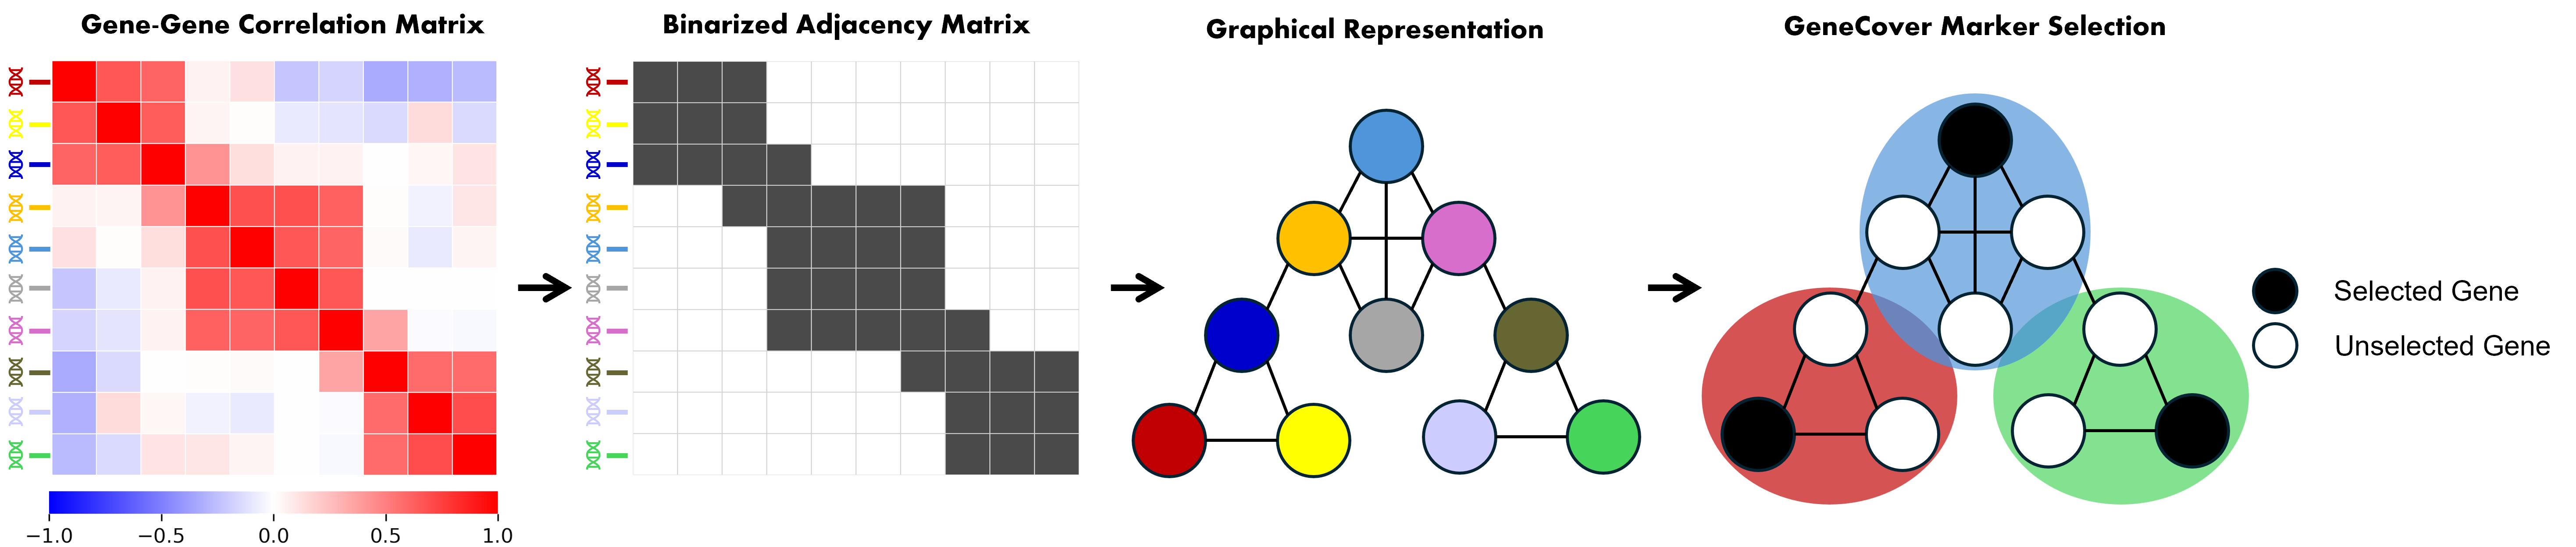 Gene-Gene Correlation Matrix
Binarized Adjacency Matrix
Graphical Representation
GeneCover Marker Selection
Selected Gene
Unselected Gene
−1.0 −0.5 0.0 0.5 1.0